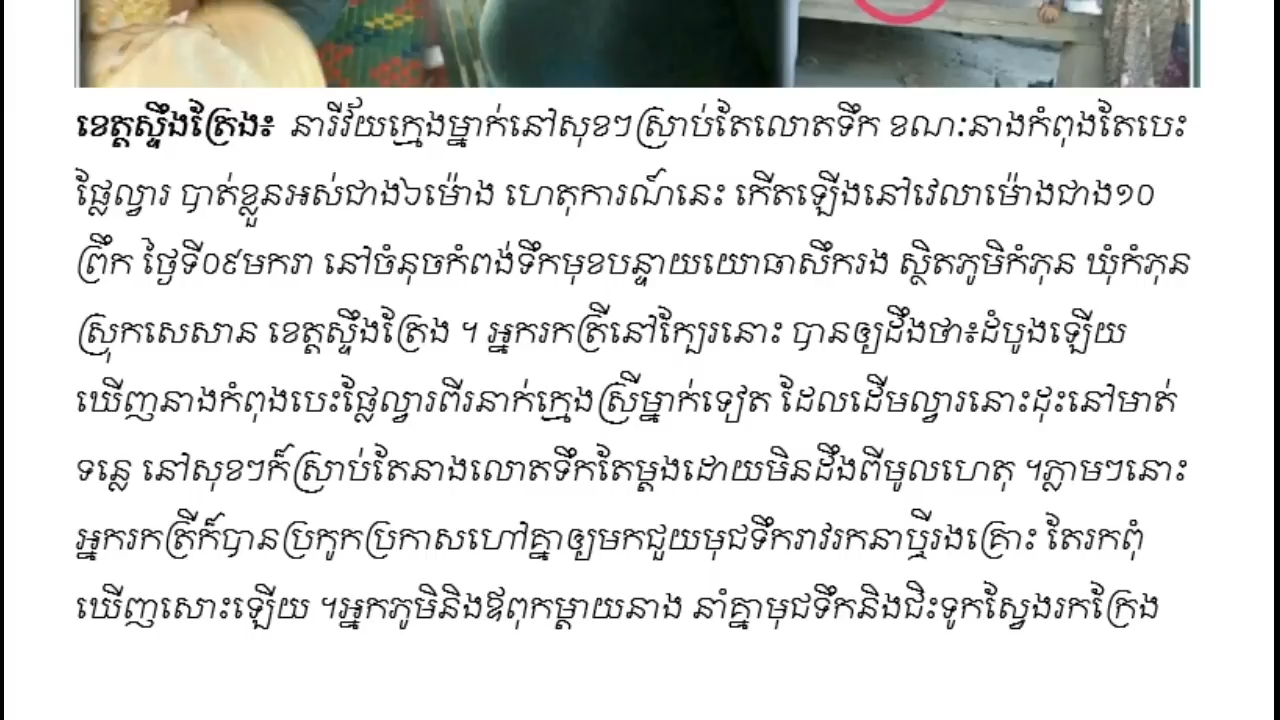 ខេត្តស្ទឹងត្រែង៖ នារីវ័យក្មេងម្នាក់នៅសុខៗស្រាប់តែលោតទឹក ខណៈនាងកំពុងតែបេះ
ផ្លែល្វារ បាត់ខ្លួនអស់ជាង៦ម៉ោង ហេតុការណ៍នេះ កើតឡើងនៅវេលាម៉ោងជាង១០
ព្រឹក ថ្ងៃទី០៩មករា នៅចំនុចកំពង់ទឹកមុខបន្ទាយយោធាសឹករង ស្ថិតភូមិកំភុន ឃុំកំភុន
ស្រុកសេសាន ខេត្តស្ទឹងត្រែង ។ អ្នករកត្រីនៅក្បែរនោះ បានឲ្យដឹងថា៖ដំបូងឡើយ
ឃើញនាងកំពុងបេះផ្លែល្វារពីរនាក់ក្មេងស្រីម្នាក់ទៀត ដែលដើមល្វារនោះដុះនៅមាត់
ទន្លេ នៅសុខៗក៏ស្រាប់តែនាងលោតទឹកតែម្តងដោយមិនដឹងពីមូលហេតុ ។ភ្លាមៗនោះ
អ្នករកត្រីក៏បានប្រកូកប្រកាសហៅគ្នាឲ្យមកជួយមុជទឹករាវរកនារីរងគ្រោះ តែរកពុំ
ឃើញសោះឡើយ ។អ្នកភូមិនិងឪពុកម្តាយនាង នាំគ្នាមុជទឹកនិងជិះទូកស្វែងរកក្រែង